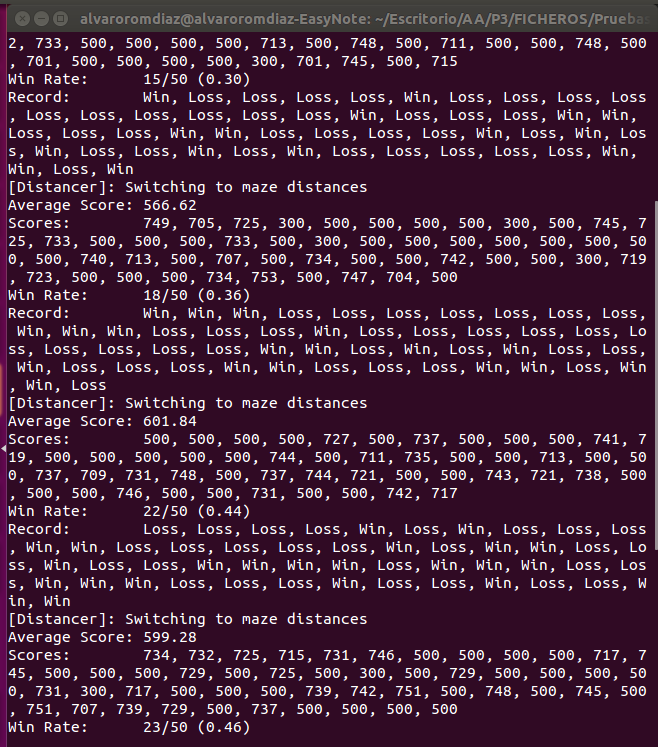 alvaroromdiaz@alvaroromdiaz-EasyNote: ~/Escritorio/AA/P3/FICHEROS/Pruebas
2, 733, 500, 500, 500, 500, 713, 500, 748, 500, 711, 500, 500, 748, 500
, 701, 500, 500, 500, 500, 300, 701, 745, 500, 715
Win Rate:      15/50 (0.30)
Record:        Win, Loss, Loss, Loss, Loss, Win, Loss, Loss, Loss, Loss
, Loss, Loss, Loss, Loss, Loss, Loss, Win, Loss, Loss, Loss, Win, Win,
Loss, Loss, Loss, Win, Win, Loss, Loss, Loss, Loss, Win, Loss, Win, Los
s, Win, Loss, Loss, Win, Loss, Win, Loss, Loss, Loss, Loss, Loss, Win,
Win, Loss, Win
[Distancer]: Switching to maze distances
Average Score: 566.62
Scores:        749, 705, 725, 300, 500, 500, 500, 500, 300, 500, 745, 7
25, 733, 500, 500, 500, 733, 500, 300, 500, 500, 500, 500, 500, 500, 50
0, 500, 740, 713, 500, 707, 500, 734, 500, 500, 742, 500, 500, 300, 719
, 723, 500, 500, 500, 734, 753, 500, 747, 704, 500
Win Rate:      18/50 (0.36)
Record:        Win, Win, Win, Loss, Loss, Loss, Loss, Loss, Loss, Loss,
 Win, Win, Win, Loss, Loss, Loss, Win, Loss, Loss, Loss, Loss, Loss, Lo
ss, Loss, Loss, Loss, Loss, Win, Win, Loss, Win, Loss, Win, Loss, Loss,
 Win, Loss, Loss, Loss, Win, Win, Loss, Loss, Loss, Win, Win, Loss, Win
, Win, Loss
[Distancer]: Switching to maze distances
Average Score: 601.84
Scores:        500, 500, 500, 500, 727, 500, 737, 500, 500, 500, 741, 7
19, 500, 500, 500, 500, 500, 744, 500, 711, 735, 500, 500, 713, 500, 50
0, 737, 709, 731, 748, 500, 737, 744, 721, 500, 500, 743, 721, 738, 500
, 500, 500, 746, 500, 500, 731, 500, 500, 742, 717
Win Rate:      22/50 (0.44)
Record:        Loss, Loss, Loss, Loss, Win, Loss, Win, Loss, Loss, Loss
, Win, Win, Loss, Loss, Loss, Loss, Loss, Win, Loss, Win, Win, Loss, Lo
ss, Win, Loss, Loss, Win, Win, Win, Win, Loss, Win, Win, Win, Loss, Los
s, Win, Win, Win, Loss, Loss, Loss, Win, Loss, Loss, Win, Loss, Loss, W
in, Win
[Distancer]: Switching to maze distances
Average Score: 599.28
Scores:        734, 732, 725, 715, 731, 746, 500, 500, 500, 500, 717, 7
45, 500, 500, 500, 729, 500, 725, 500, 300, 500, 729, 500, 500, 500, 50
0, 731, 300, 717, 500, 500, 500, 739, 742, 751, 500, 748, 500, 745, 500
, 751, 707, 739, 729, 500, 737, 500, 500, 500, 500
Win Rate:      23/50 (0.46)